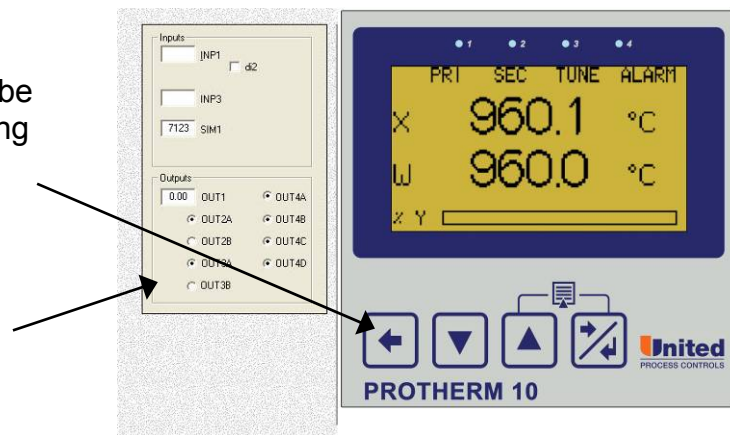 be
ng
Inputs
INP1
di2
INP3
7123 SIM1
Outputs
0.00 OUT1 OUT4A
OUT2A OUT4B
OUT2B OUT4C
OUT3A OUT4D
OUT3B
1 2 3 4
PRI SEC TUNE ALARM
X 960.1 °C
W 960.0 °C
% Y
United
PROCESS CONTROLS
PROTHERM 10